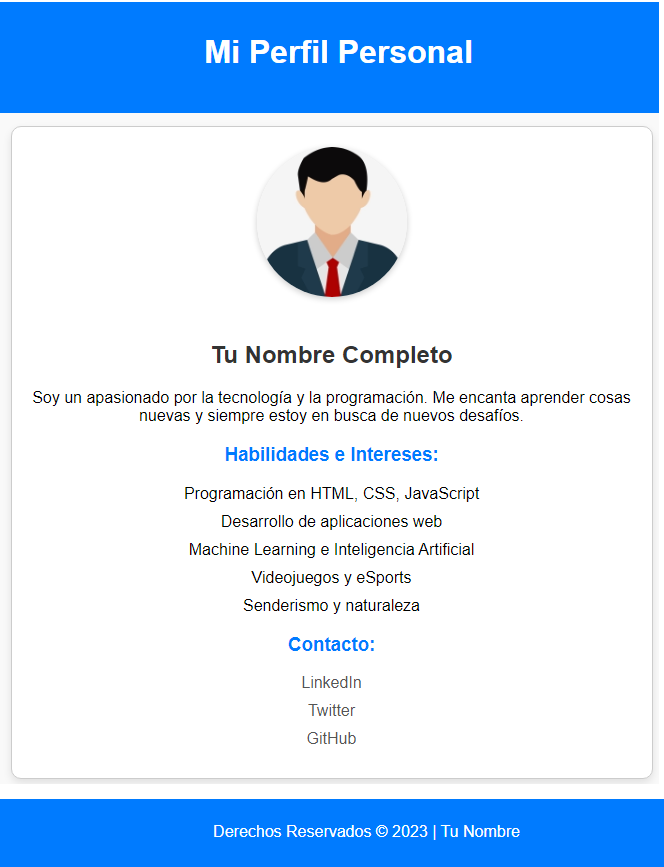 Mi Perfil Personal
Tu Nombre Completo
Soy un apasionado por la tecnología y la programación. Me encanta aprender cosas
nuevas y siempre estoy en busca de nuevos desafíos.
Habilidades e Intereses:
Programación en HTML, CSS, JavaScript
Desarrollo de aplicaciones web
Machine Learning e Inteligencia Artificial
Videojuegos y eSports
Senderismo y naturaleza
Contacto:
LinkedIn
Twitter
GitHub
Derechos Reservados © 2023 | Tu Nombre